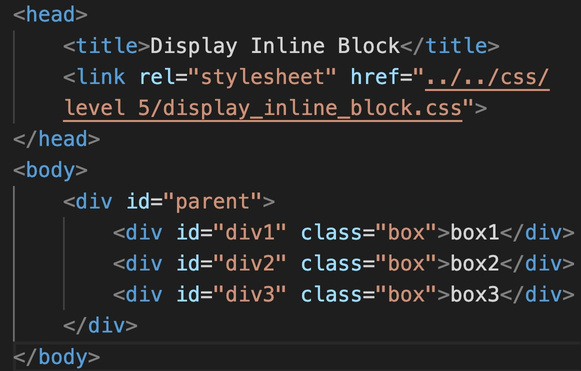 <head>
<title>Display Inline Block</title>
<link rel="stylesheet" href="../../css/
level 5/display_inline_block.css">
</head>
<body>
<div id="parent">
<div id="div1" class="box">box1</div>
<div id="div2" class="box">box2</div>
<div id="div3" class="box">box3</div>
</div>
</body>